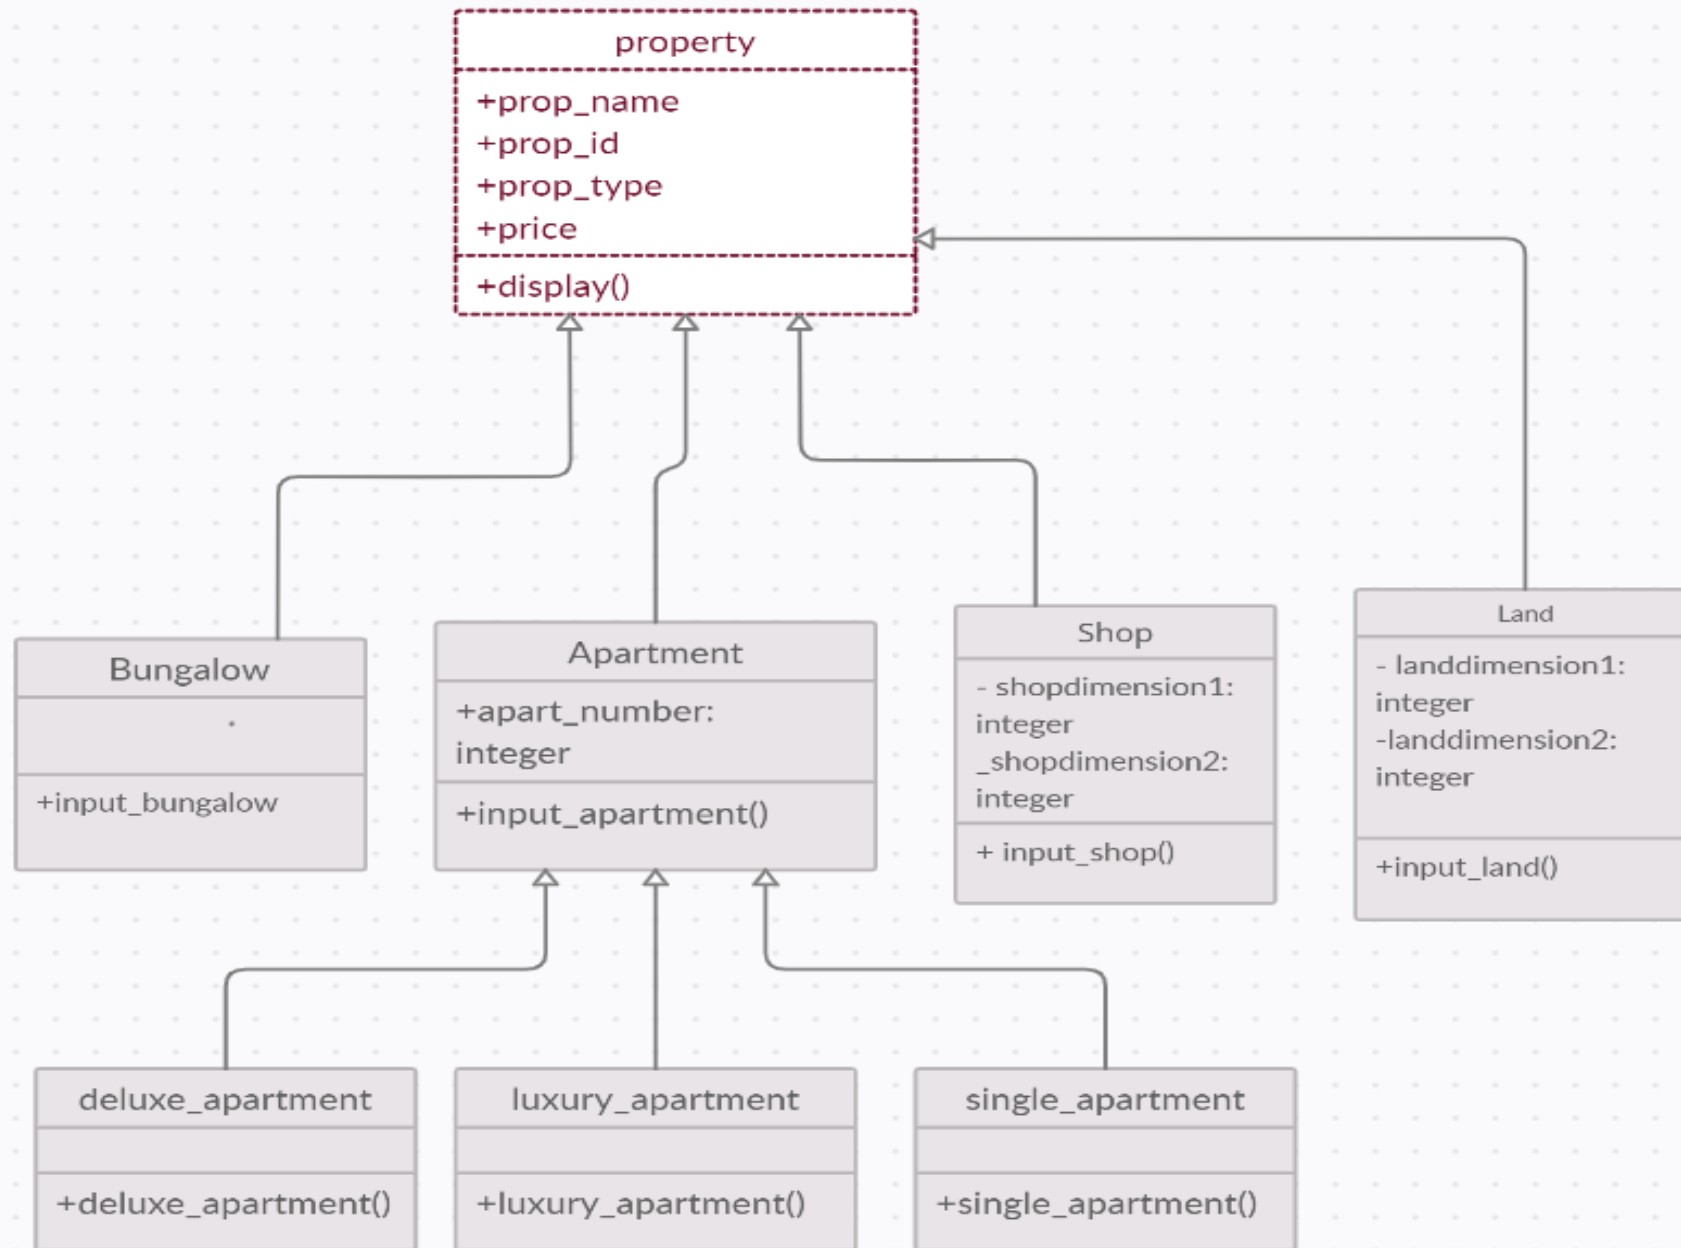 property
+prop_name
+prop_id
+prop_type
+price
+display()
Bungalow
.
+input_bungalow
Apartment
+apart_number:
integer
+input_apartment()
Shop
- shopdimension1:
integer
_shopdimension2:
integer
+ input_shop()
Land
- landdimension1:
integer
-landdimension2:
integer
+input_land()
deluxe_apartment
+deluxe_apartment()
luxury_apartment
+luxury_apartment()
single_apartment
+single_apartment()